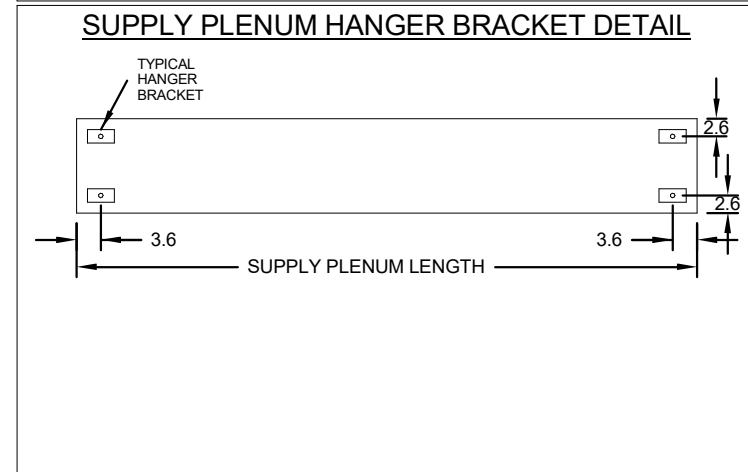 SUPPLY PLENUM HANGER BRACKET DETAIL
TYPICAL
HANGER
BRACKET
2.6
2.6
3.6
3.6
SUPPLY PLENUM LENGTH